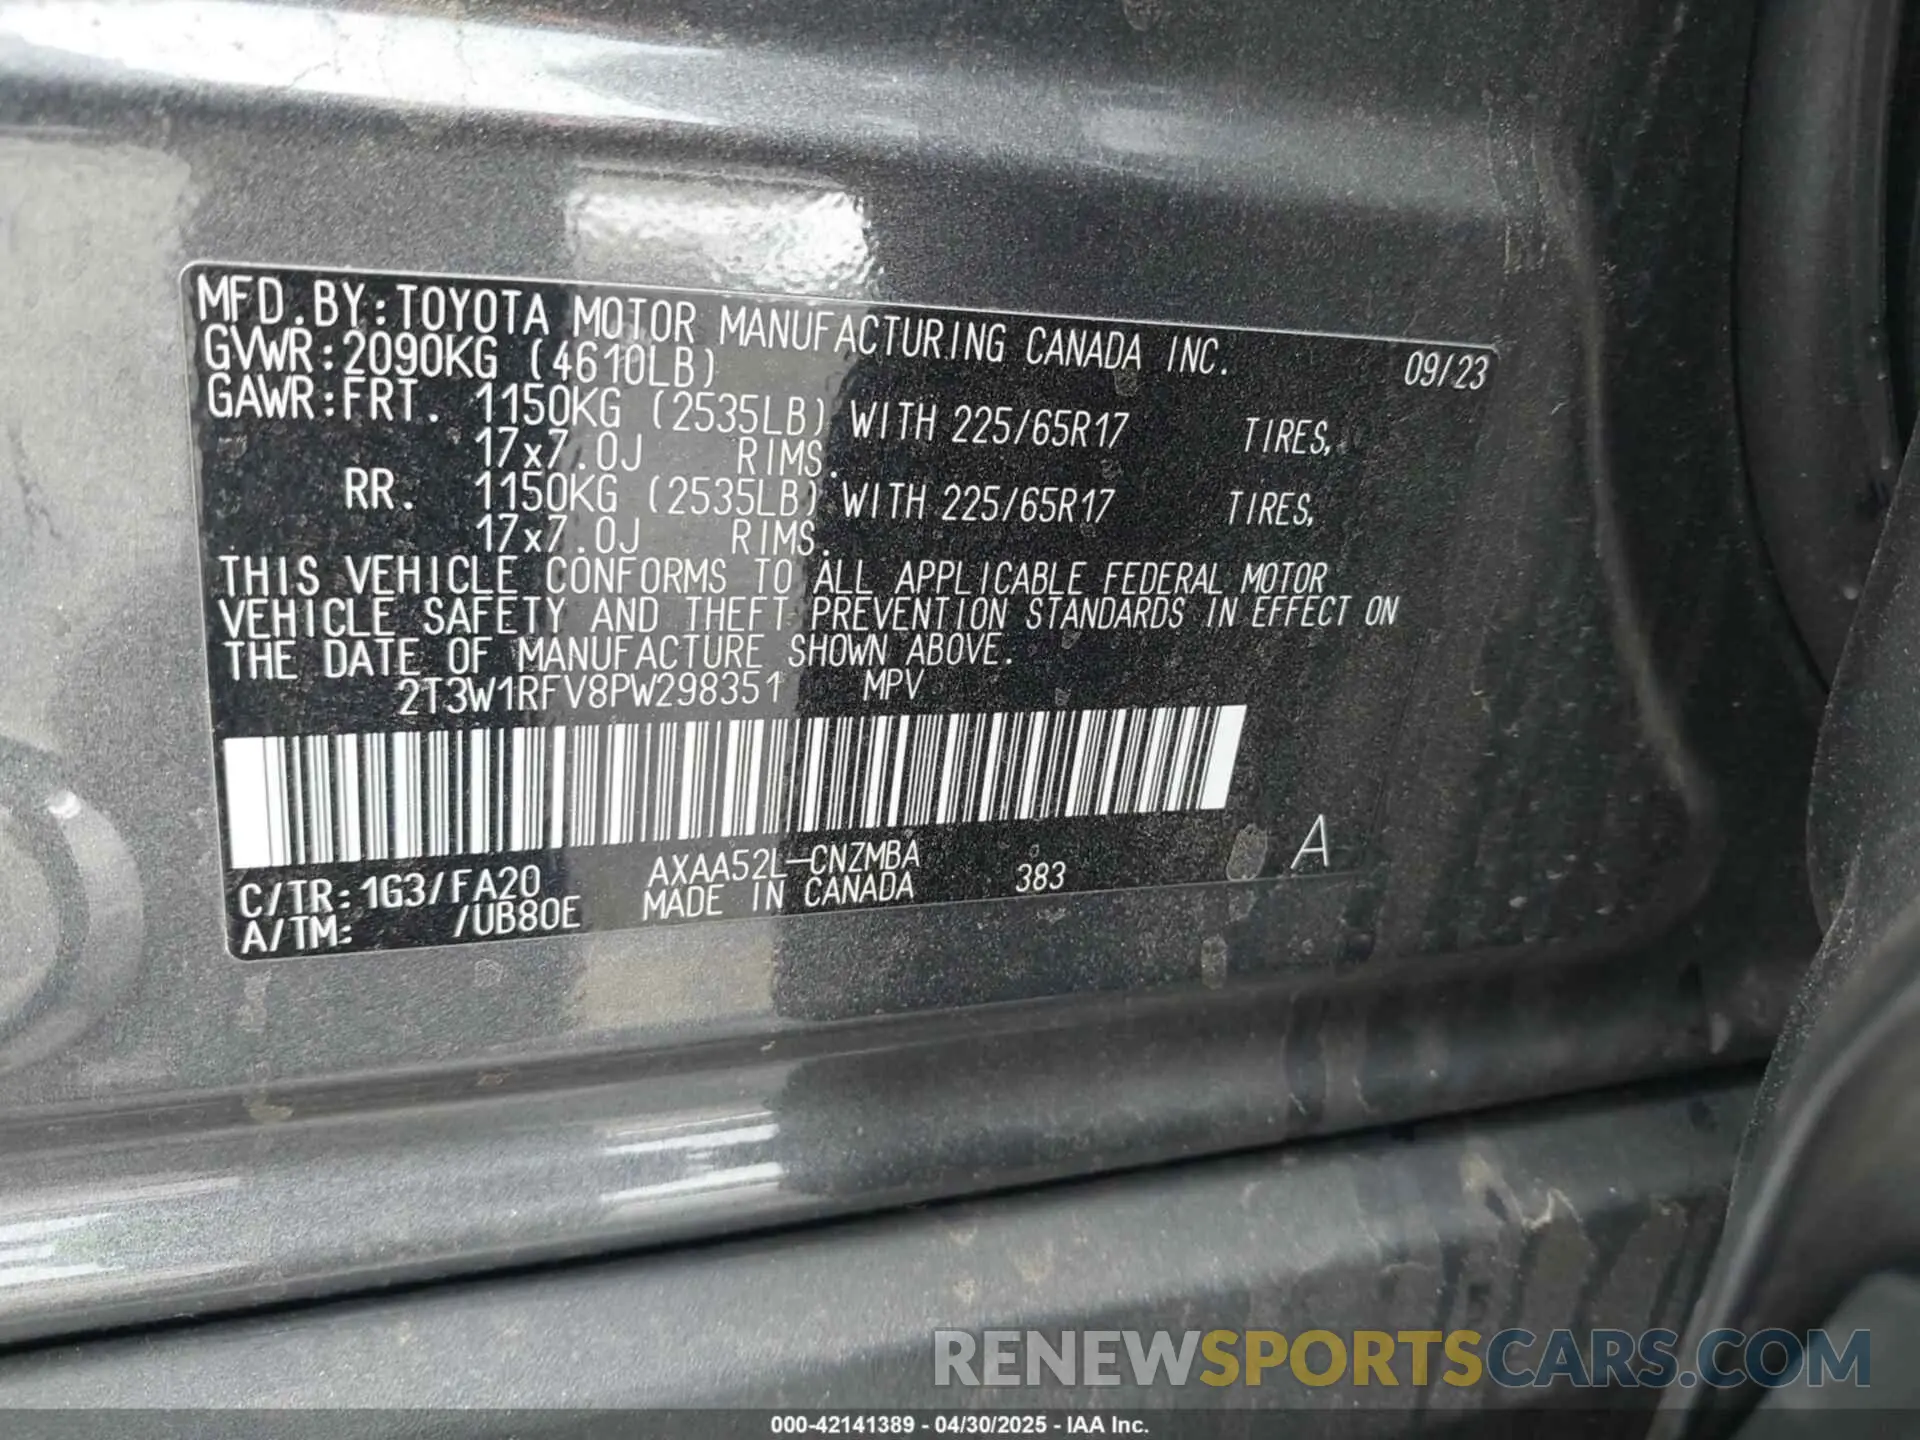 MFD.BY:TOYOTA MOTOR MANUFACTURING CANADA INC. 09/23
GVWR:2090KG (4610LB)
GAWR:FRT. 1150KG (2535LB) WITH 225/65R17 TIRES,
17x7.0J RIMS.
RR. 1150KG (2535LB) WITH 225/65R17 TIRES,
17x7.0J RIMS.
THIS VEHICLE CONFORMS TO ALL APPLICABLE FEDERAL MOTOR
VEHICLE SAFETY AND THEFT PREVENTION STANDARDS IN EFFECT ON
THE DATE OF MANUFACTURE SHOWN ABOVE.
2T3W1RFV8PW298351 MPV
C/TR:1G3/FA20 AXAA52L-CNZMBA 383 A
A/TM: /UB80E MADE IN CANADA
RENEWSPORTSCARS.COM
000-42141389 - 04/30/2025 - IAA Inc.